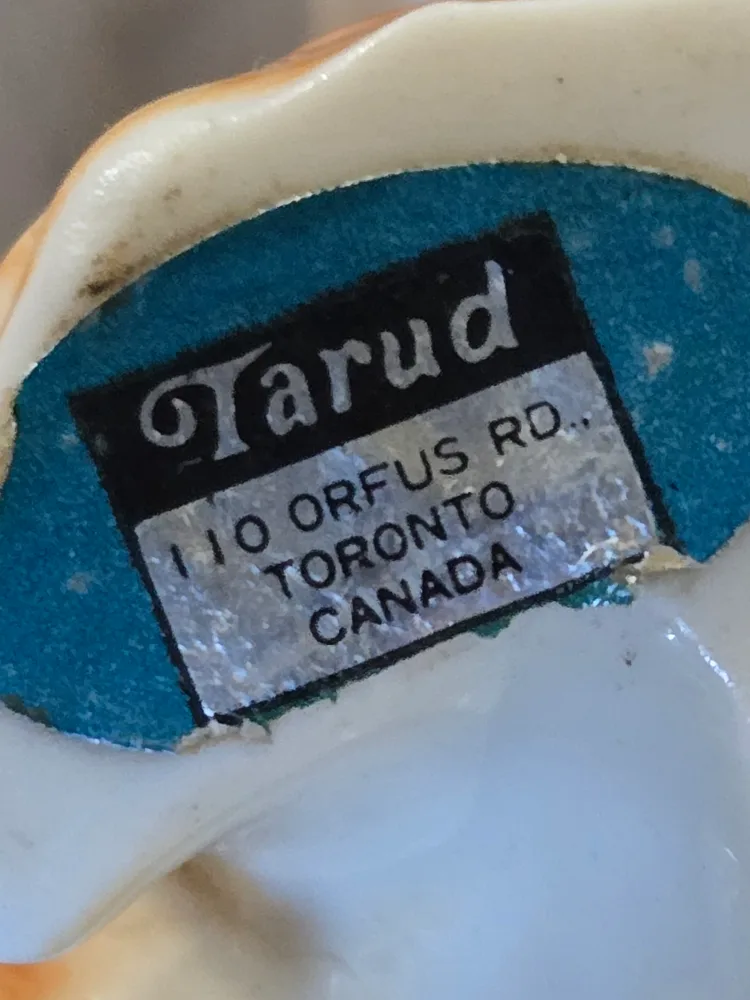 Tarud
110 ORFUS RD.,
TORONTO
CANADA